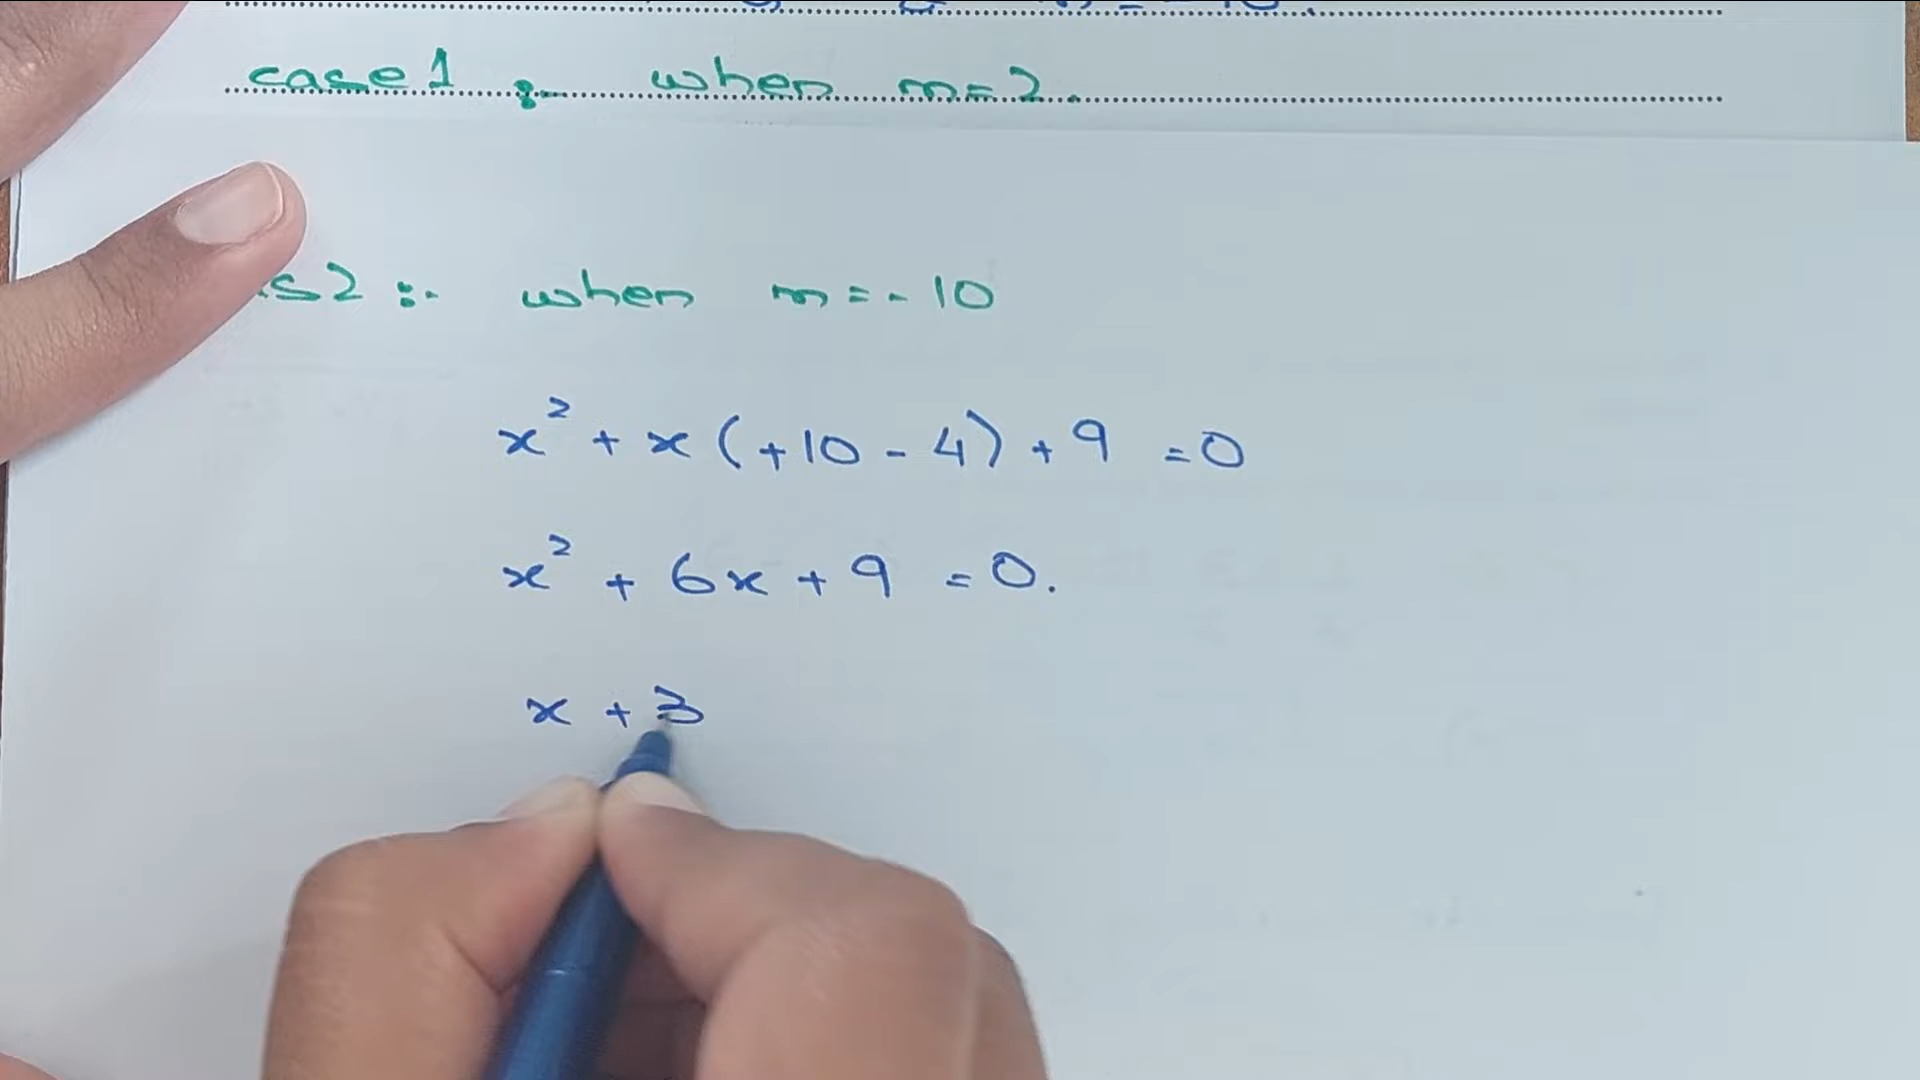 case 1 :- when m=2.
s2 :- when m=-10
x² + x (+10 - 4) + 9 = 0
x² + 6x + 9 = 0.
x + 3